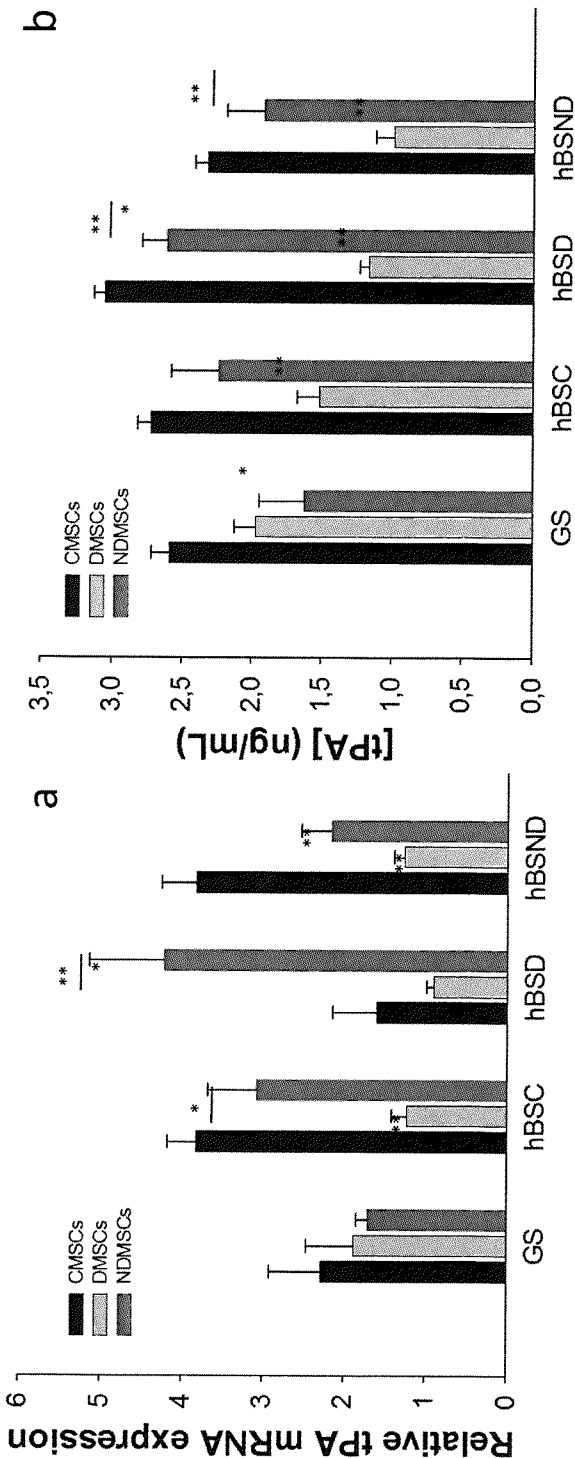 a
Relative tPA mRNA expression
6
5
4
3
2
1
0
CMSCs
DMSCs
NDMSCs
**
*
*
**
**
**
GS
hBSC
hBSD
hBSND
b
[tPA] (ng/mL)
3,5
3,0
2,5
2,0
1,5
1,0
0,5
0,0
CMSCs
DMSCs
NDMSCs
*
**
**
*
**
**
**
GS
hBSC
hBSD
hBSND